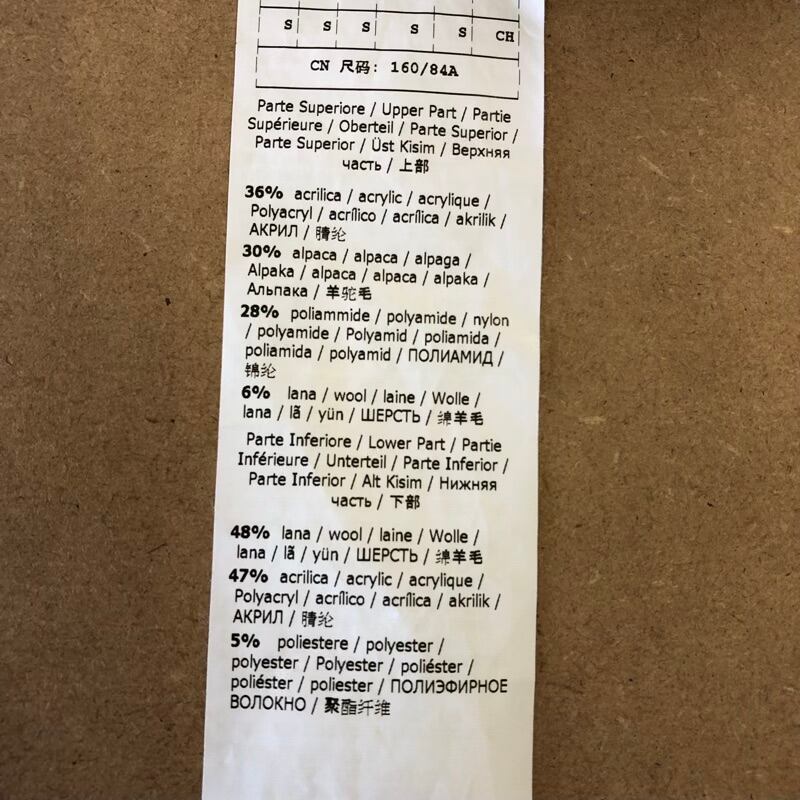 S S S S S CH
CN 尺码: 160/84A
Parte Superiore / Upper Part / Partie
Supérieure / Oberteil / Parte Superior /
Parte Superior / Üst Kisim / Верхняя
часть / 上部
36% acrilica / acrylic / acrylique /
Polyacryl / acrílico / acrílica / akrilik /
АКРИЛ / 腈纶
30% alpaca / alpaca / alpaga /
Alpaka / alpaca / alpaca / alpaka /
Альпака / 羊驼毛
28% poliammide / polyamide / nylon
/ polyamide / Polyamid / poliamida /
poliamida / polyamid / ПОЛИАМИД /
锦纶
6% lana / wool / laine / Wolle /
lana / lã / yün / ШЕРСТЬ / 绵羊毛
Parte Inferiore / Lower Part / Partie
Inférieure / Unterteil / Parte Inferior /
Parte Inferior / Alt Kisim / Нижняя
часть / 下部
48% lana / wool / laine / Wolle /
lana / lã / yün / ШЕРСТЬ / 绵羊毛
47% acrilica / acrylic / acrylique /
Polyacryl / acrílico / acrílica / akrilik /
АКРИЛ / 腈纶
5% poliestere / polyester /
polyester / Polyester / poliéster /
poliéster / poliester / ПОЛИЭФИРНОЕ
ВОЛОКНО / 聚酯纤维